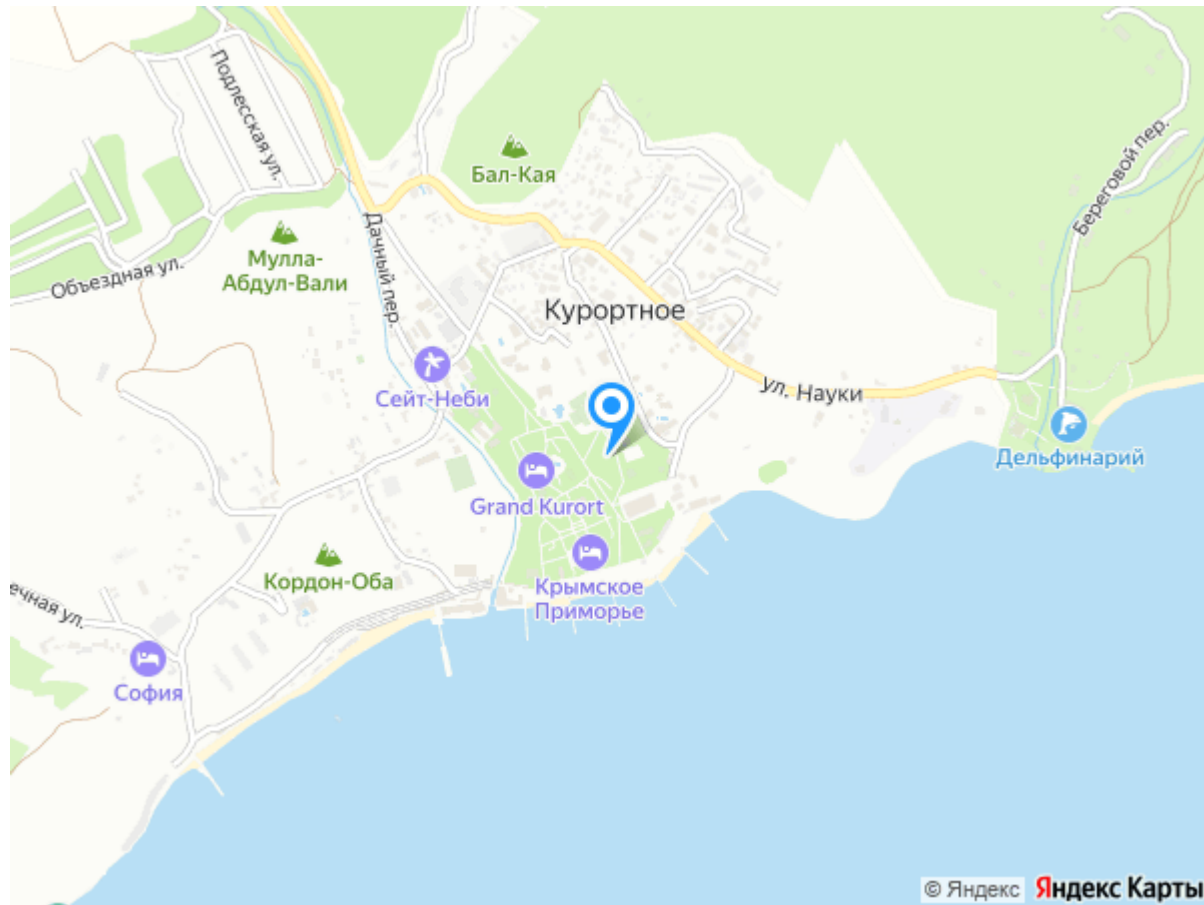 Подлесская ул.
Бал-Кая
Береговой пер.
Мулла-
Абдул-Вали
Дачный пер.
Объездная ул.
Курортное
Сейт-Неби
ул. Науки
Дельфинарий
Grand Kurort
Кордон-Оба
Крымское
Приморье
ечная ул.
София
© Яндекс Яндекс Карты